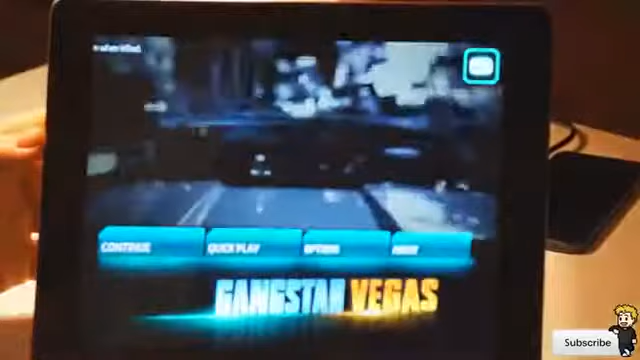 CONTINUE
QUICK PLAY
OPTIONS
GANGSTAR VEGAS
Subscribe